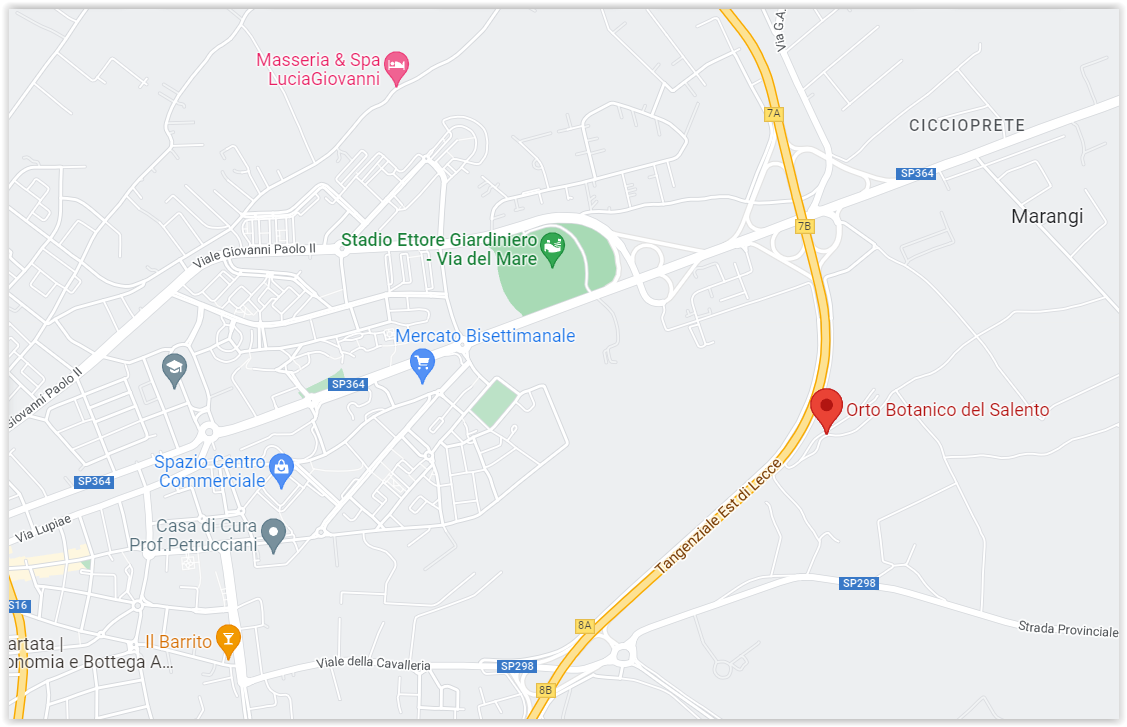 Via G.A.
Masseria & Spa
LuciaGiovanni
7A
CICCIOPRETE
SP364
Marangi
7B
Stadio Ettore Giardiniero
- Via del Mare
Viale Giovanni Paolo II
Mercato Bisettimanale
SP364
Giovanni Paolo II
Orto Botanico del Salento
Spazio Centro
Commerciale
SP364
Via Lupiae
Casa di Cura
Prof.Petrucciani
Tangenziale Est di Lecce
SP298
S16
8A
Strada Provinciale
artata |
onomia e Bottega A...
Il Barrito
Viale della Cavalleria
SP298
8B